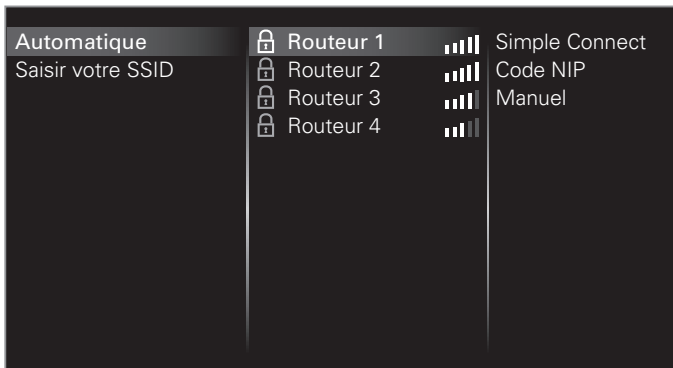 Automatique
Saisir votre SSID
Routeur 1
Routeur 2
Routeur 3
Routeur 4
Simple Connect
Code NIP
Manuel